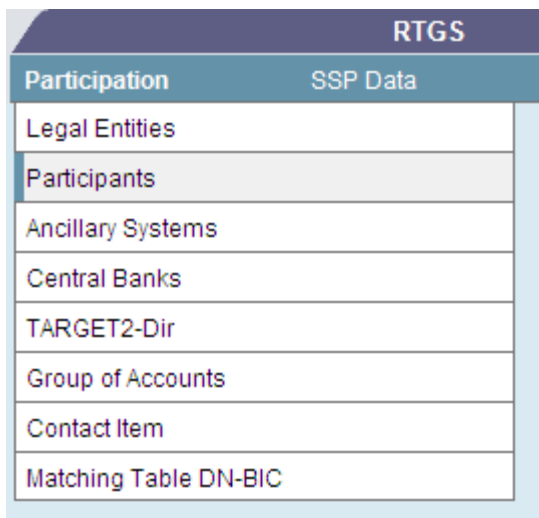 RTGS
Participation SSP Data
Legal Entities
Participants
Ancillary Systems
Central Banks
TARGET2-Dir
Group of Accounts
Contact Item
Matching Table DN-BIC